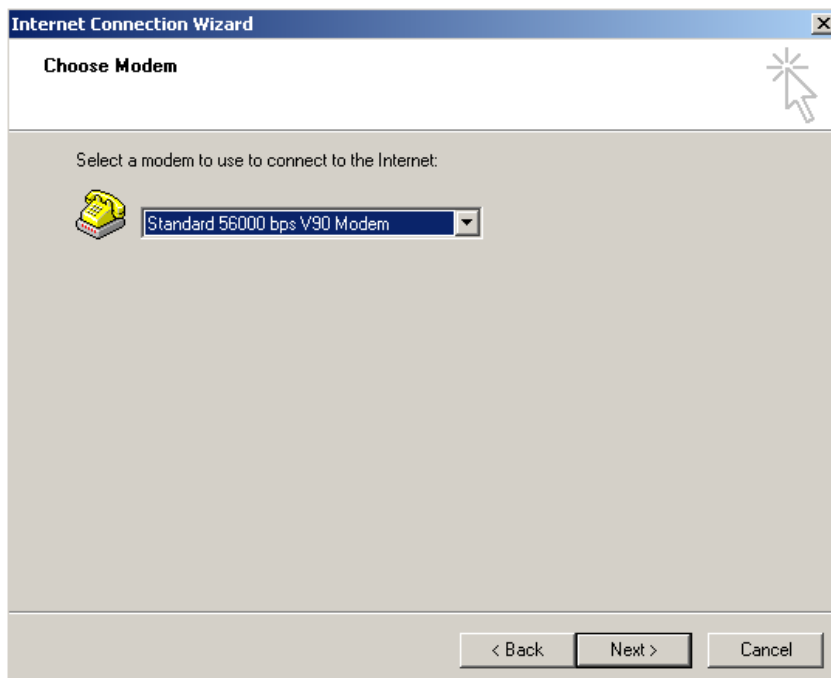 Internet Connection Wizard
Choose Modem
Select a modem to use to connect to the Internet:
Standard 56000 bps V90 Modem
< Back Next > Cancel